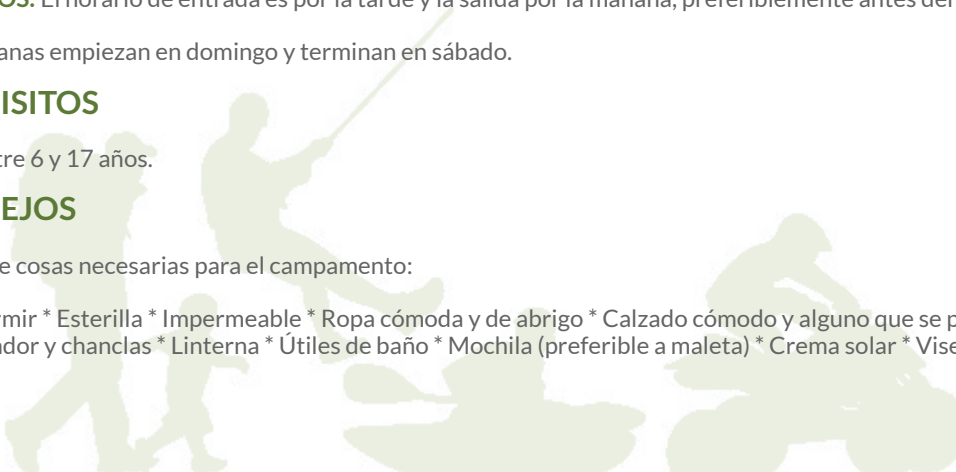 OS: El horario de entrada es por la tarde y la salida por la mañana, preferiblemente antes del
anas empiezan en domingo y terminan en sábado.
ISITOS
tre 6 y 17 años.
EJOS
e cosas necesarias para el campamento:
mir * Esterilla * Impermeable * Ropa cómoda y de abrigo * Calzado cómodo y alguno que se p
ador y chanclas * Linterna * Útiles de baño * Mochila (preferible a maleta) * Crema solar * Vise